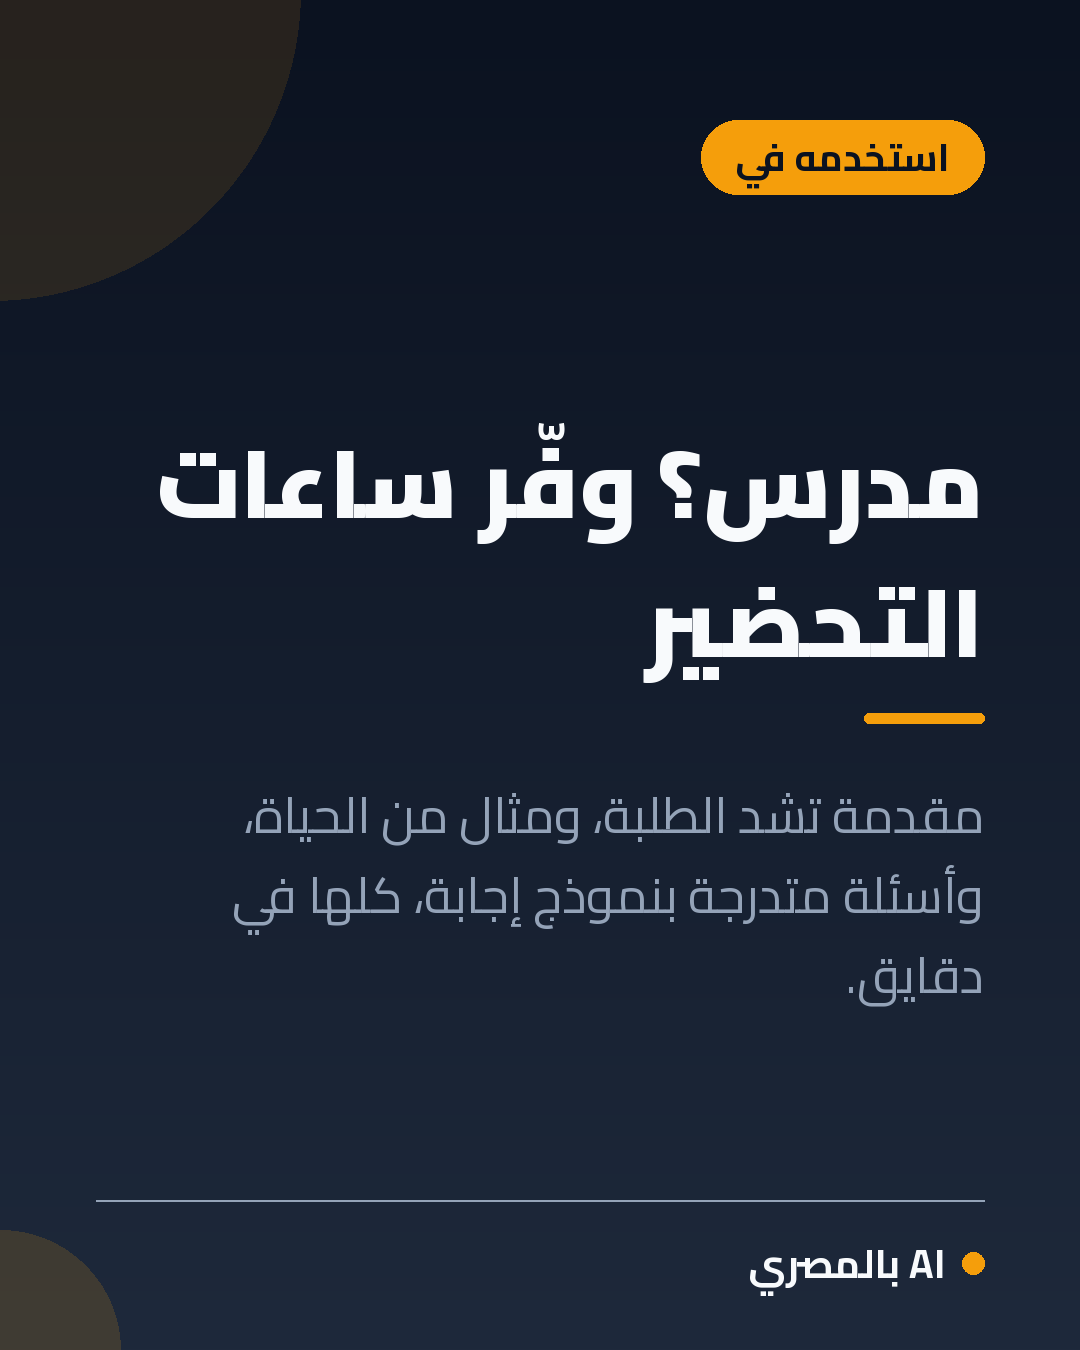 استخدمه في
مدرس؟ وفّر ساعات
التحضير
مقدمة تشد الطلبة، ومثال من الحياة،
وأسئلة متدرجة بنموذج إجابة، كلها في
دقايق.
AI بالمصري